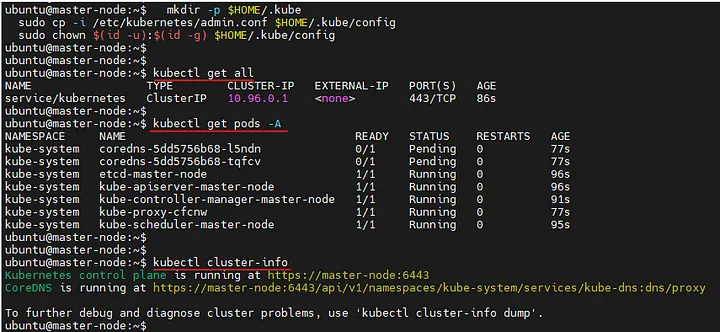 ubuntu@master-node:~$   mkdir -p $HOME/.kube
  sudo cp -i /etc/kubernetes/admin.conf $HOME/.kube/config
  sudo chown $(id -u):$(id -g) $HOME/.kube/config
ubuntu@master-node:~$
ubuntu@master-node:~$
ubuntu@master-node:~$ kubectl get all
NAME                 TYPE        CLUSTER-IP   EXTERNAL-IP   PORT(S)   AGE
service/kubernetes   ClusterIP   10.96.0.1    <none>        443/TCP   86s
ubuntu@master-node:~$
ubuntu@master-node:~$ kubectl get pods -A
NAMESPACE     NAME                                  READY   STATUS    RESTARTS   AGE
kube-system   coredns-5dd5756b68-l5ndn              0/1     Pending   0          77s
kube-system   coredns-5dd5756b68-tqfcv              0/1     Pending   0          77s
kube-system   etcd-master-node                      1/1     Running   0          96s
kube-system   kube-apiserver-master-node            1/1     Running   0          96s
kube-system   kube-controller-manager-master-node   1/1     Running   0          91s
kube-system   kube-proxy-cfcnw                      1/1     Running   0          77s
kube-system   kube-scheduler-master-node            1/1     Running   0          95s
ubuntu@master-node:~$
ubuntu@master-node:~$
ubuntu@master-node:~$ kubectl cluster-info
Kubernetes control plane is running at https://master-node:6443
CoreDNS is running at https://master-node:6443/api/v1/namespaces/kube-system/services/kube-dns:dns/proxy

To further debug and diagnose cluster problems, use 'kubectl cluster-info dump'.
ubuntu@master-node:~$